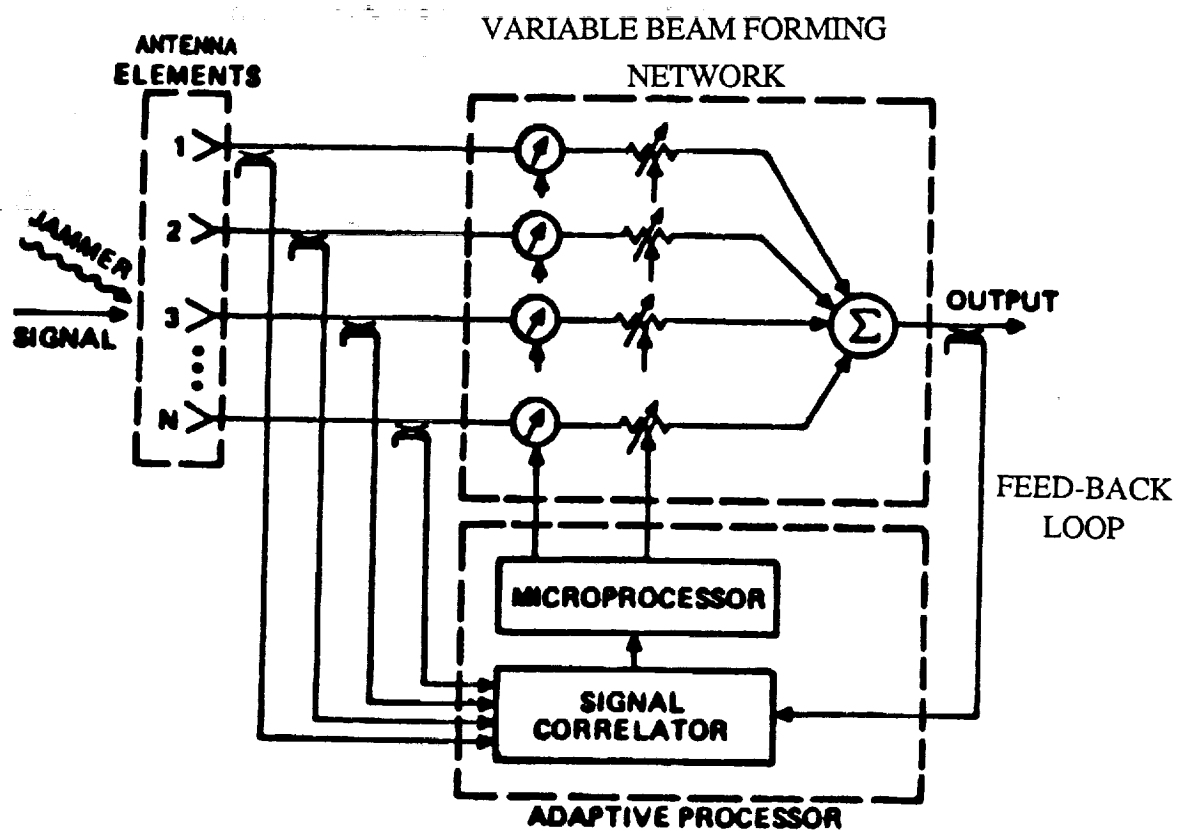 VARIABLE BEAM FORMING
NETWORK
ANTENNA
ELEMENTS
1
2
3
N
JAMMER
SIGNAL
Σ
OUTPUT
FEED-BACK
LOOP
MICROPROCESSOR
SIGNAL
CORRELATOR
ADAPTIVE PROCESSOR